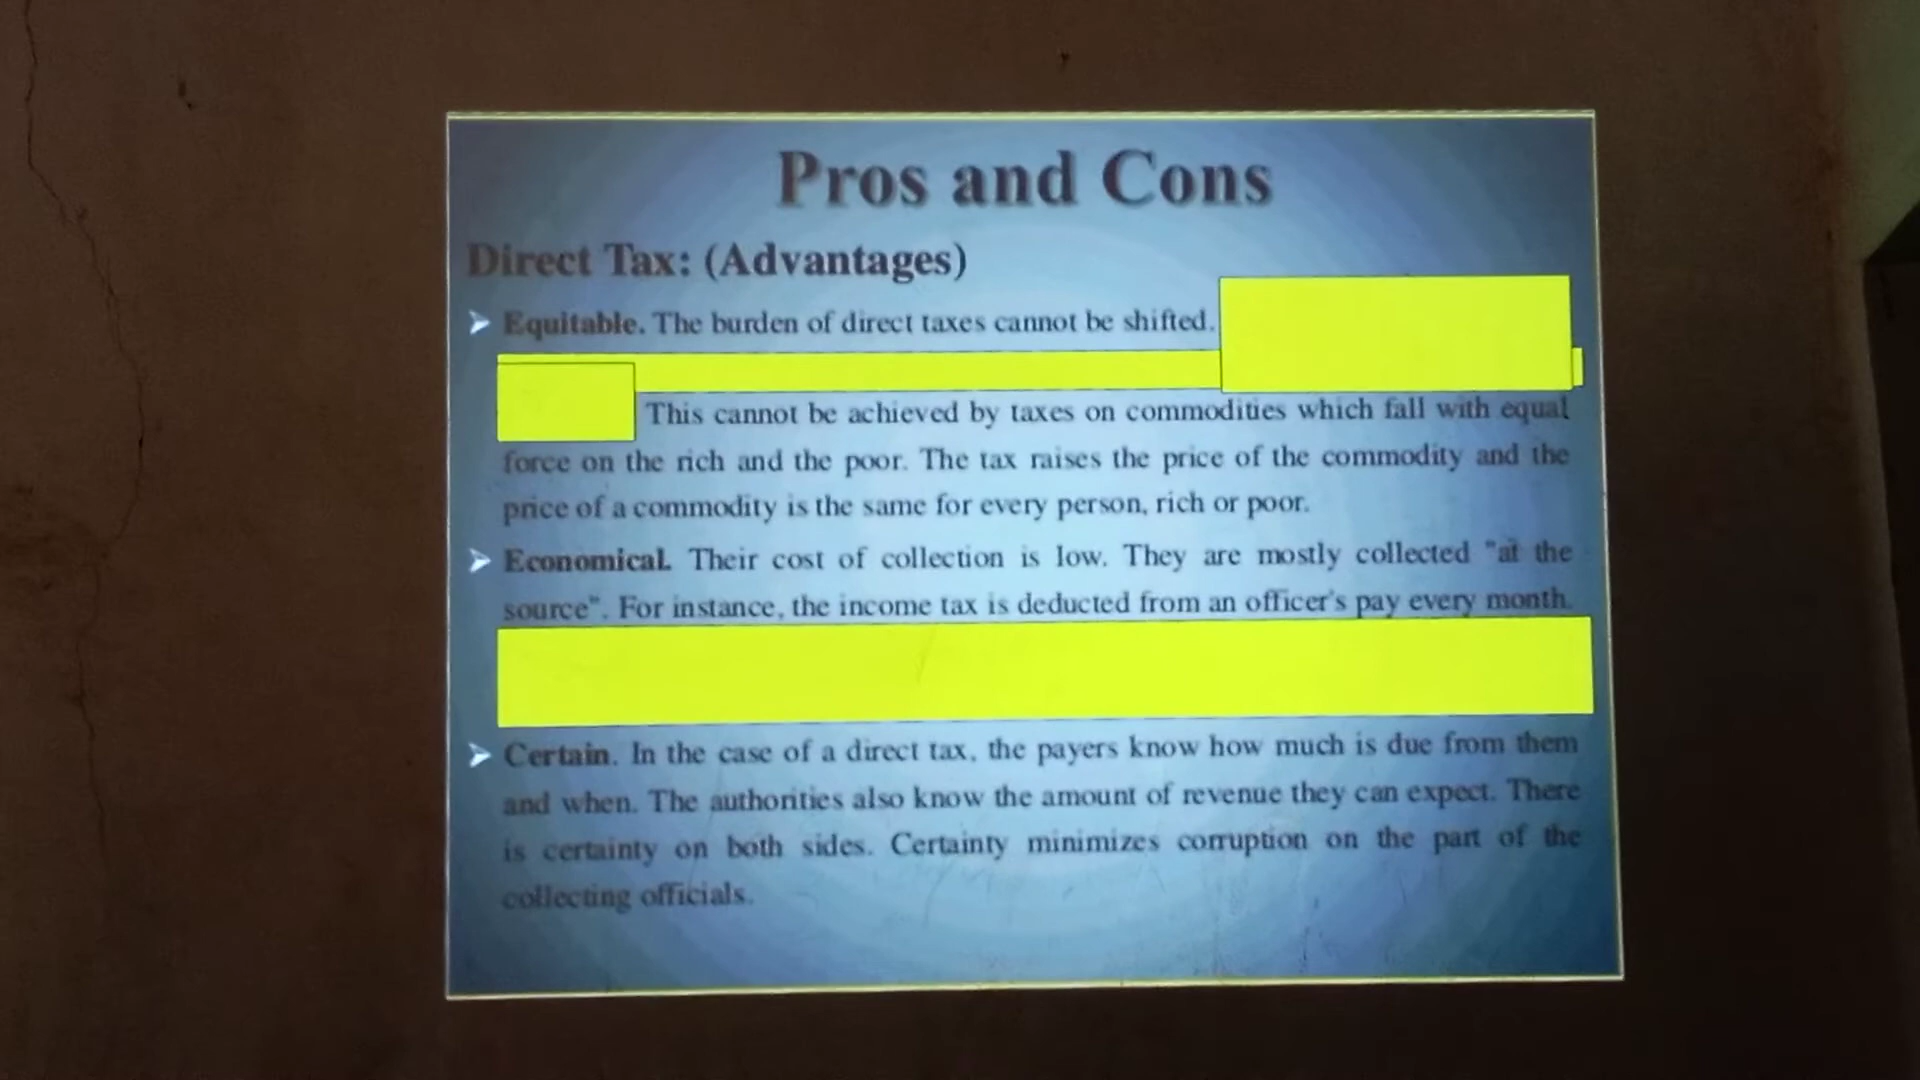 Pros and Cons
Direct Tax: (Advantages)
Equitable. The burden of direct taxes cannot be shifted.
This cannot be achieved by taxes on commodities which fall with equal
force on the rich and the poor. The tax raises the price of the commodity and the
price of a commodity is the same for every person, rich or poor.
Economical. Their cost of collection is low. They are mostly collected "at the
source". For instance, the income tax is deducted from an officer's pay every month.
Certain. In the case of a direct tax, the payers know how much is due from them
and when. The authorities also know the amount of revenue they can expect. There
is certainty on both sides. Certainty minimizes corruption on the part of the
collecting officials.